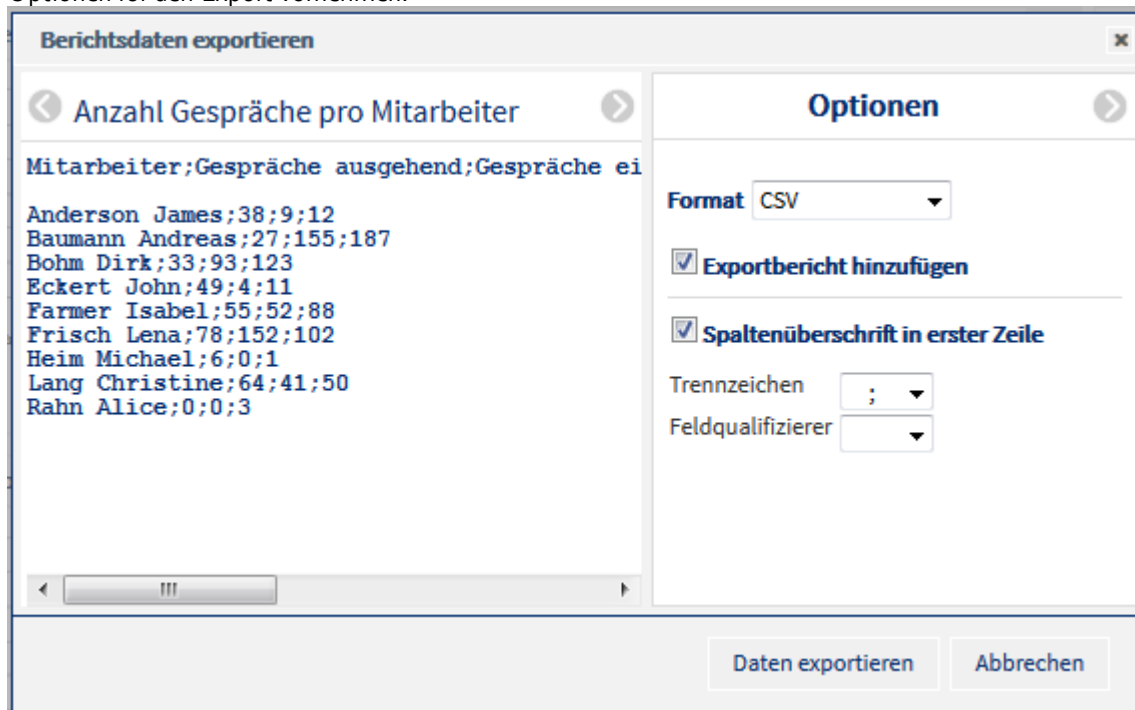 Optionen für den Export vornehmen.
Berichtsdaten exportieren
Anzahl Gespräche pro Mitarbeiter
Mitarbeiter;Gespräche ausgehend;Gespräche ei
Anderson James;38;9;12
Baumann Andreas;27;155;187
Bohm Dirk;33;93;123
Eckert John;49;4;11
Farmer Isabel;55;52;88
Frisch Lena;78;152;102
Heim Michael;6;0;1
Lang Christine;64;41;50
Rahn Alice;0;0;3
Optionen
Format CSV
Exportbericht hinzufügen
Spaltenüberschrift in erster Zeile
Trennzeichen ;
Feldqualifizierer
Daten exportieren Abbrechen